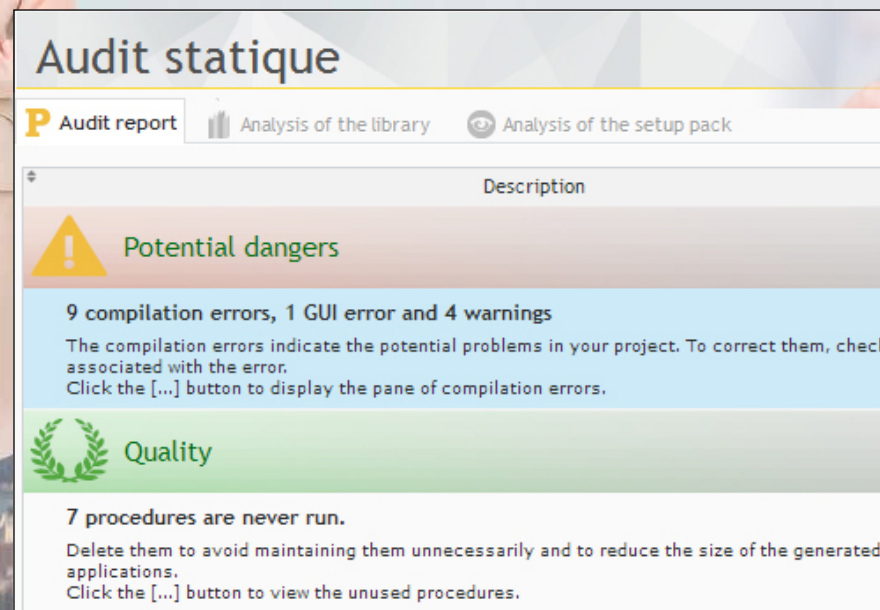 Audit statique
P Audit report
Analysis of the library
Analysis of the setup pack
Description
Potential dangers
9 compilation errors, 1 GUI error and 4 warnings
The compilation errors indicate the potential problems in your project. To correct them, chec
associated with the error.
Click the [...] button to display the pane of compilation errors.
Quality
7 procedures are never run.
Delete them to avoid maintaining them unnecessarily and to reduce the size of the generated
applications.
Click the [...] button to view the unused procedures.